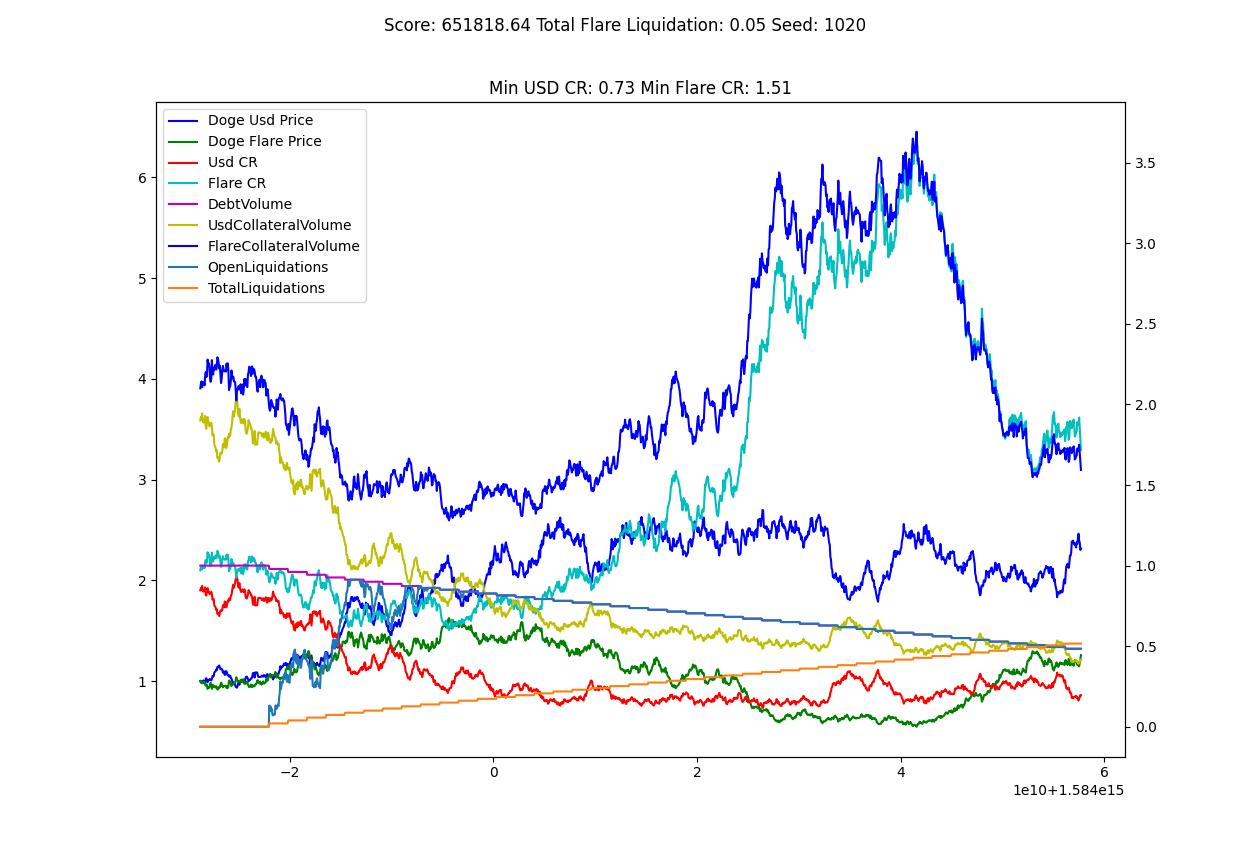 Score: 651818.64 Total Flare Liquidation: 0.05 Seed: 1020
Min USD CR: 0.73 Min Flare CR: 1.51
Doge Usd Price
Doge Flare Price
Usd CR
Flare CR
DebtVolume
UsdCollateralVolume
FlareCollateralVolume
OpenLiquidations
TotalLiquidations
6
5
4
3
2
1
3.5
3.0
2.5
2.0
1.5
1.0
0.5
0.0
−2 0 2 4 6
1e10+1.584e15